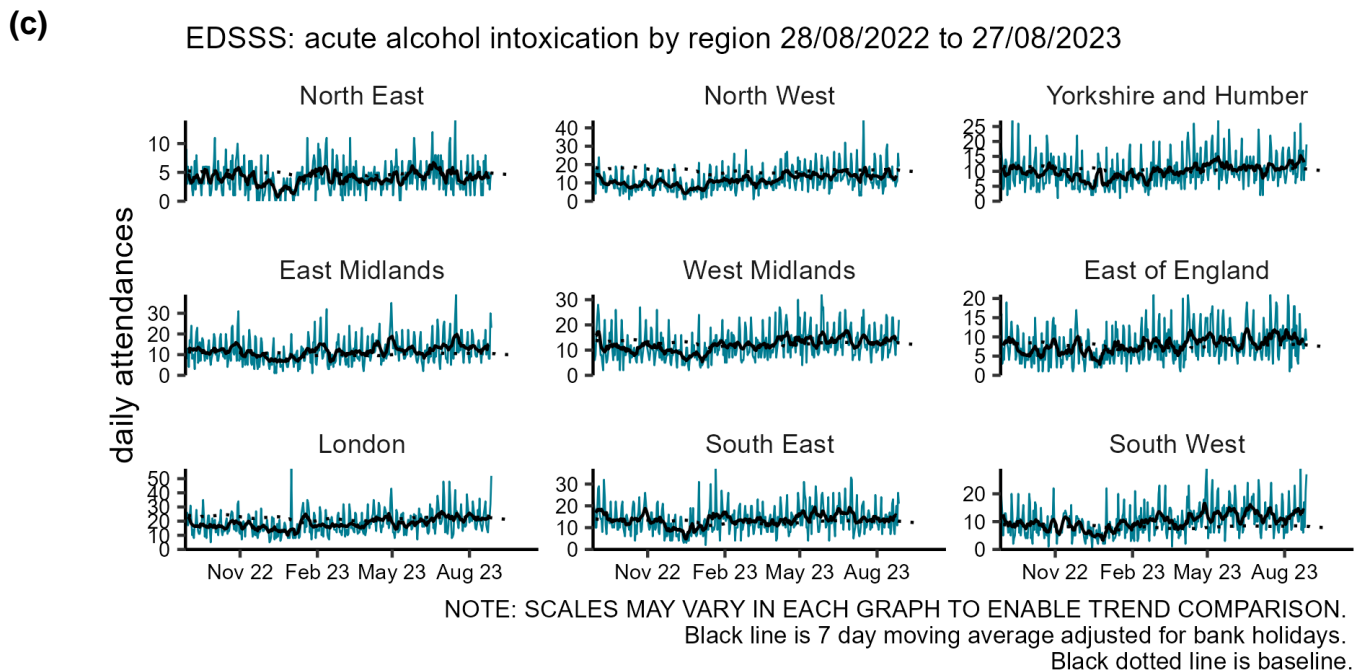 (c)
EDSSS: acute alcohol intoxication by region 28/08/2022 to 27/08/2023
daily attendances
North East
10
5
0
North West
40
30
20
10
0
Yorkshire and Humber
25
20
15
10
5
0
East Midlands
30
20
10
0
West Midlands
30
20
10
0
East of England
20
15
10
5
0
London
50
40
30
20
10
0
Nov 22 Feb 23 May 23 Aug 23
South East
30
20
10
0
Nov 22 Feb 23 May 23 Aug 23
South West
20
10
0
Nov 22 Feb 23 May 23 Aug 23
NOTE: SCALES MAY VARY IN EACH GRAPH TO ENABLE TREND COMPARISON.
Black line is 7 day moving average adjusted for bank holidays.
Black dotted line is baseline.